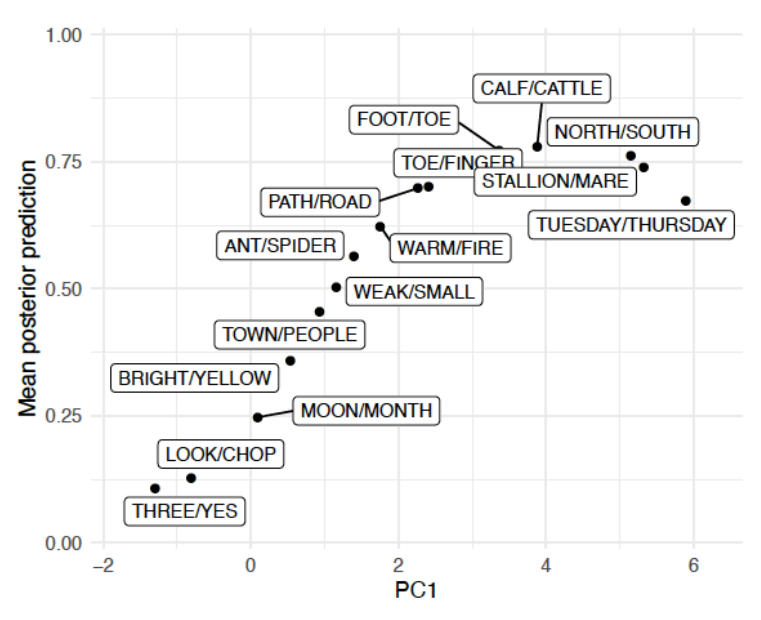 1.00
CALF/CATTLE
FOOT/TOE
NORTH/SOUTH
0.75
TOE/FINGER
STALLION/MARE
PATH/ROAD
TUESDAY/THURSDAY
ANT/SPIDER
WARM/FIRE
Mean posterior prediction
0.50
WEAK/SMALL
TOWN/PEOPLE
BRIGHT/YELLOW
0.25
MOON/MONTH
LOOK/CHOP
THREE/YES
0.00
−2 0 2 4 6
PC1